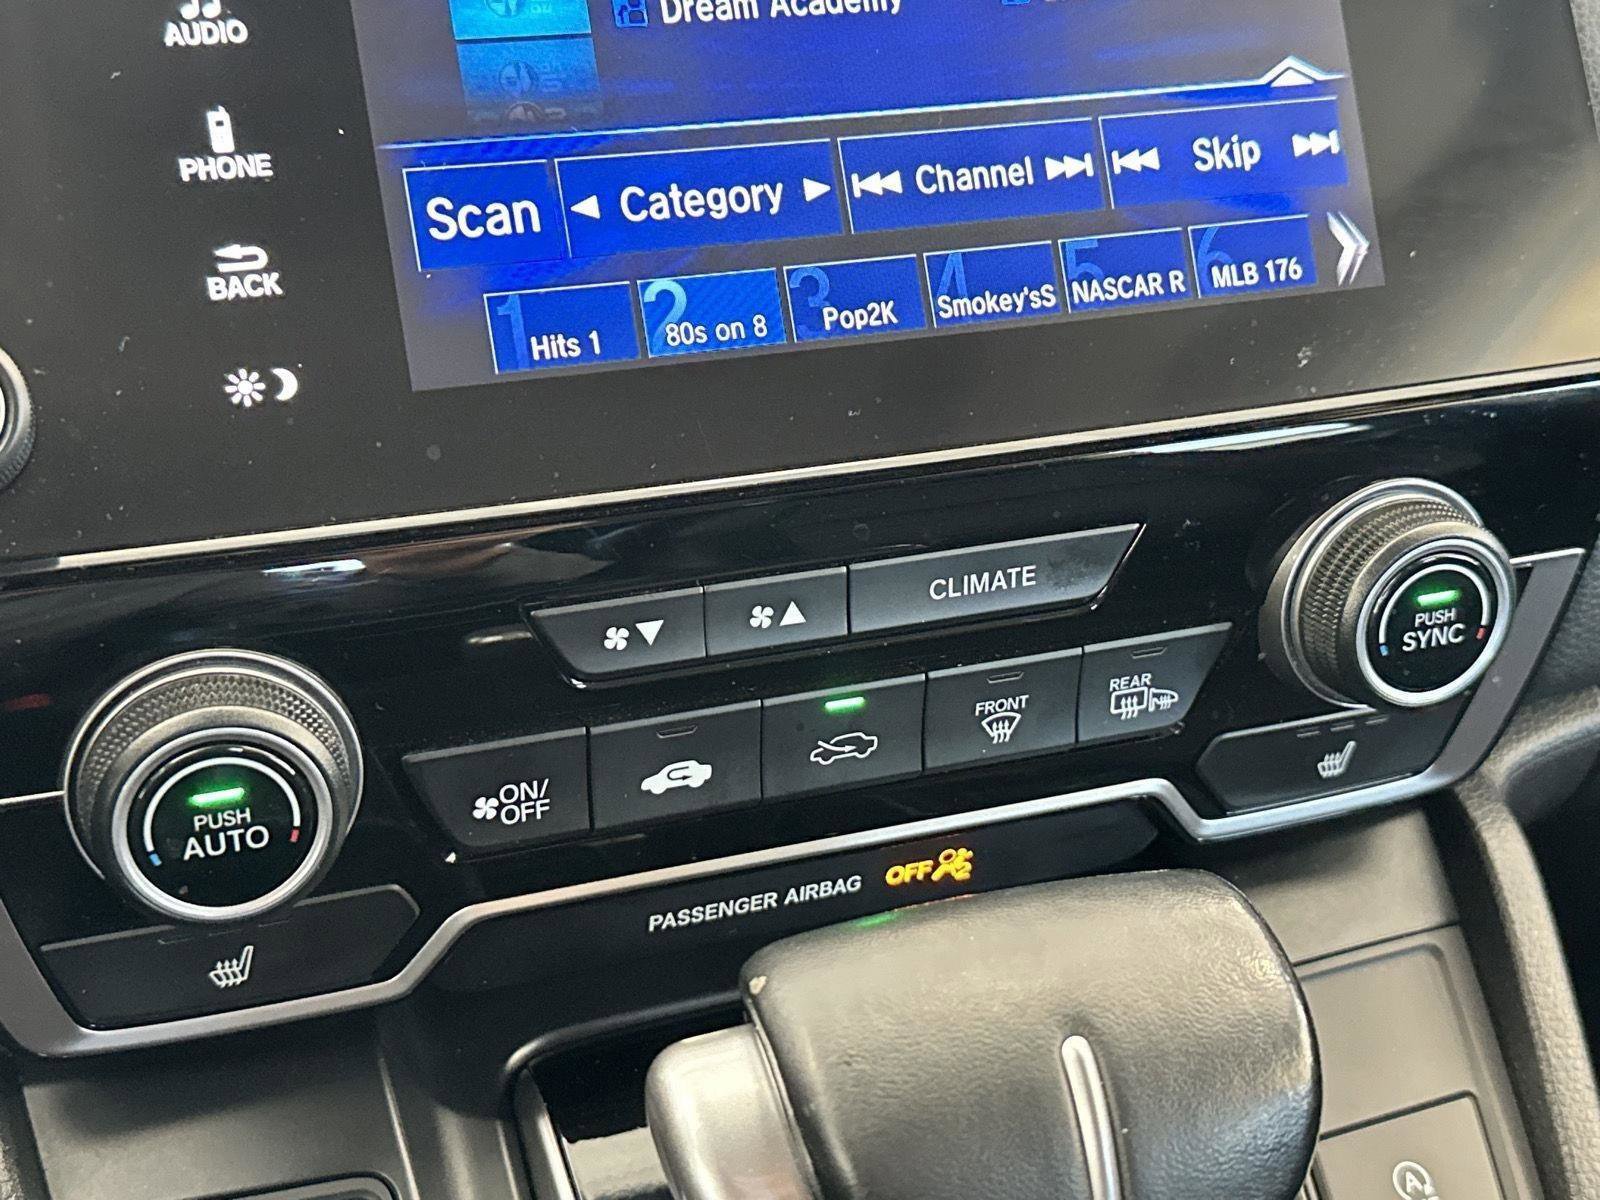 AUDIO
Dream Academy
PHONE
BACK
Scan
Category
Channel
Skip
1 Hits 1
2 80s on 8
3 Pop2K
4 Smokey'sS
5 NASCAR R
6 MLB 176
CLIMATE
PUSH
SYNC
FRONT
REAR
ON/
OFF
PUSH
AUTO
PASSENGER AIRBAG OFF
A